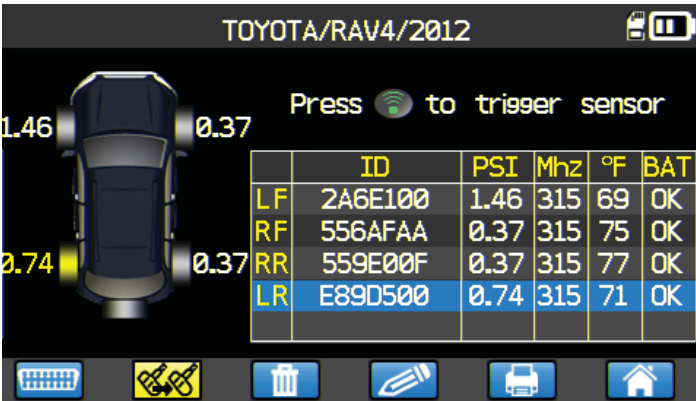 TOYOTA/RAV4/2012
Press to trigger sensor
1.46 0.37
ID PSI Mhz °F BAT
LF 2A6E100 1.46 315 69 OK
RF 556AFAA 0.37 315 75 OK
0.74 0.37 RR 559E00F 0.37 315 77 OK
LR E89D500 0.74 315 71 OK